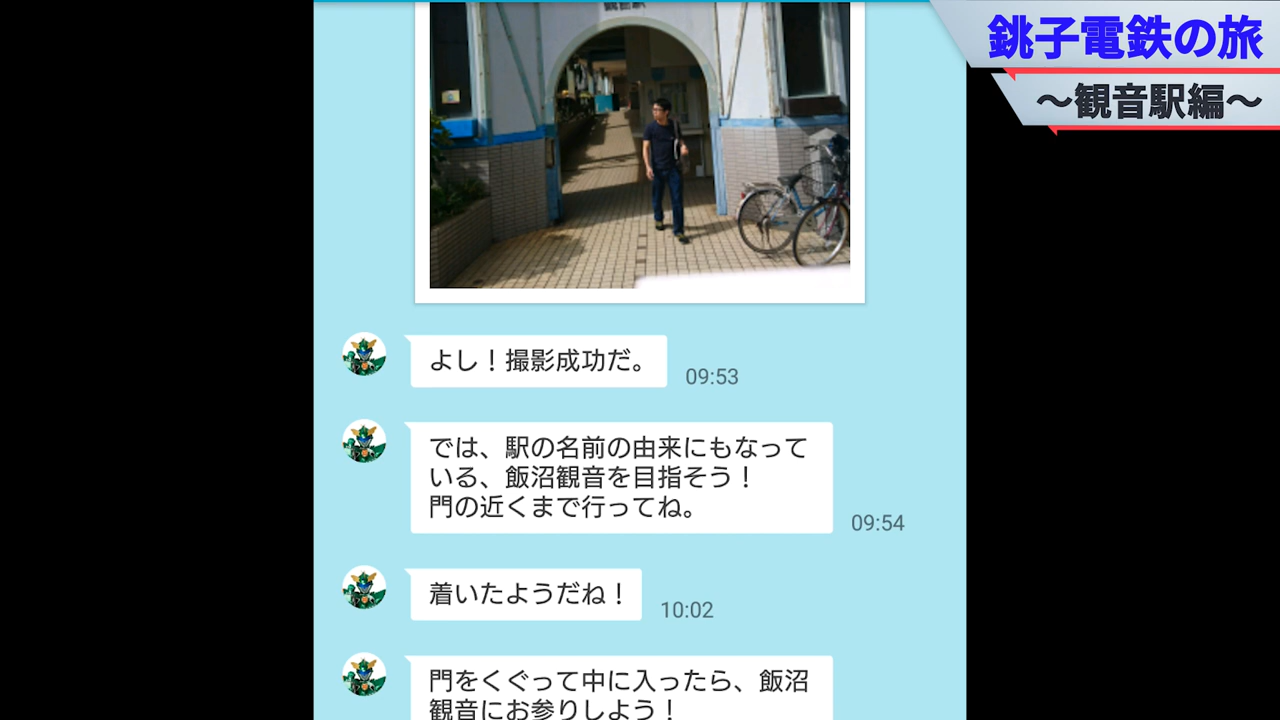 銚子電鉄の旅
～観音駅編～
よし！撮影成功だ。
09:53
では、駅の名前の由来にもなって
いる、飯沼観音を目指そう！
門の近くまで行ってね。
09:54
着いたようだね！
10:02
門をくぐって中に入ったら、飯沼
観音にお参りしよう！